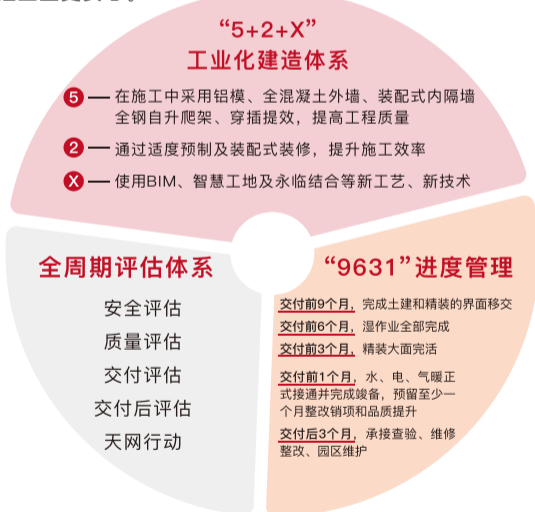 “5+2+X”
工业化建造体系
5 — 在施工中采用铝模、全混凝土外墙、装配式内隔墙
全钢自升爬架、穿插提效，提高工程质量
2 — 通过适度预制及装配式装修，提升施工效率
X — 使用BIM、智慧工地及永临结合等新工艺、新技术
全周期评估体系
安全评估
质量评估
交付评估
交付后评估
天网行动
“9631”进度管理
交付前9个月，完成土建和精装的界面移交
交付前6个月，湿作业全部完成
交付前3个月，精装大面完活
交付前1个月，水、电、气暖正
式接通并完成竣备，预留至少一
个月整改销项和品质提升
交付后3个月，承接查验、维修
整改、园区维护